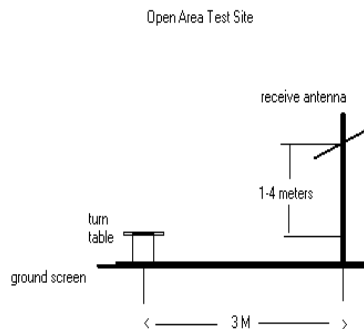 Open Area Test Site
receive antenna
1-4 meters
turn
table
ground screen
3 M